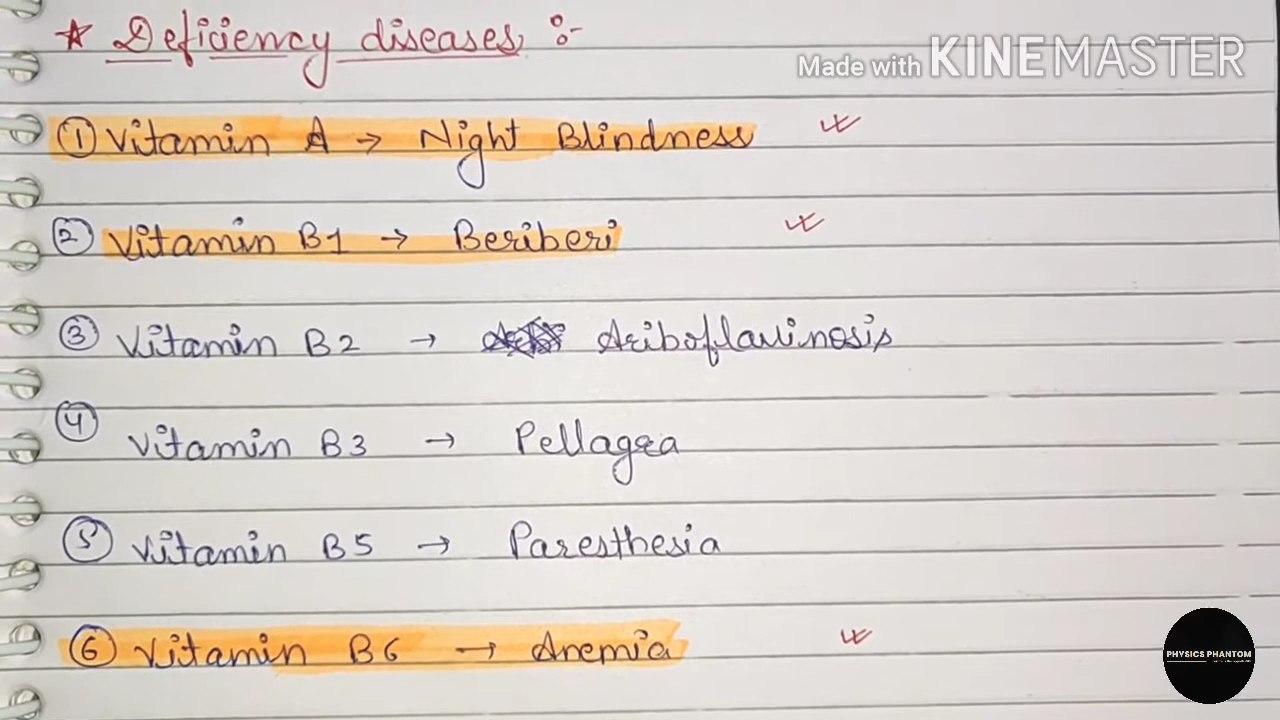 ★ Deficiency diseases :-
Made with KINEMASTER
① Vitamin A → Night Blindness
② Vitamin B1 → Beriberi
③ Vitamin B2 → Ariboflavinosis
④ Vitamin B3 → Pellagra
⑤ Vitamin B5 → Paresthesia
⑥ Vitamin B6 → Anemia
PHYSICS PHANTOM